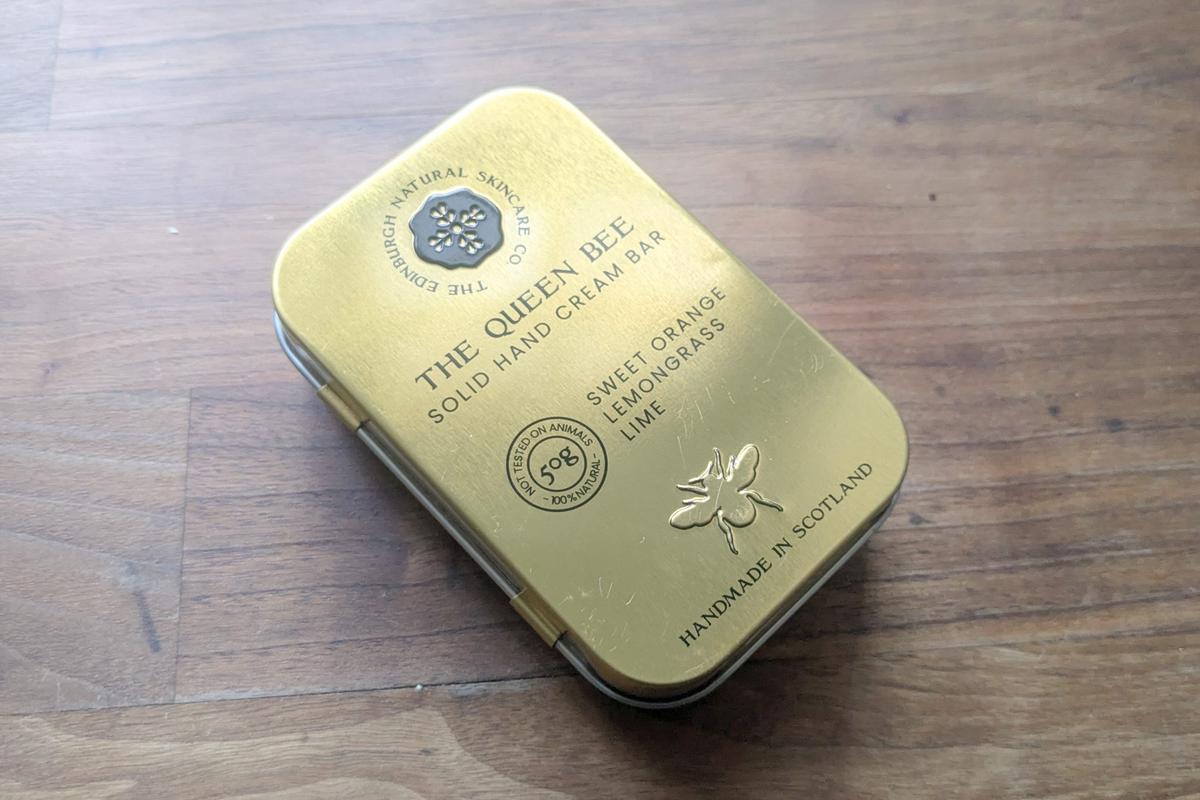 THE EDINBURGH NATURAL SKINCARE CO.
THE QUEEN BEE
SOLID HAND CREAM BAR
SWEET ORANGE
LEMONGRASS
LIME
NOT TESTED ON ANIMALS
50g
- 100% NATURAL -
HANDMADE IN SCOTLAND